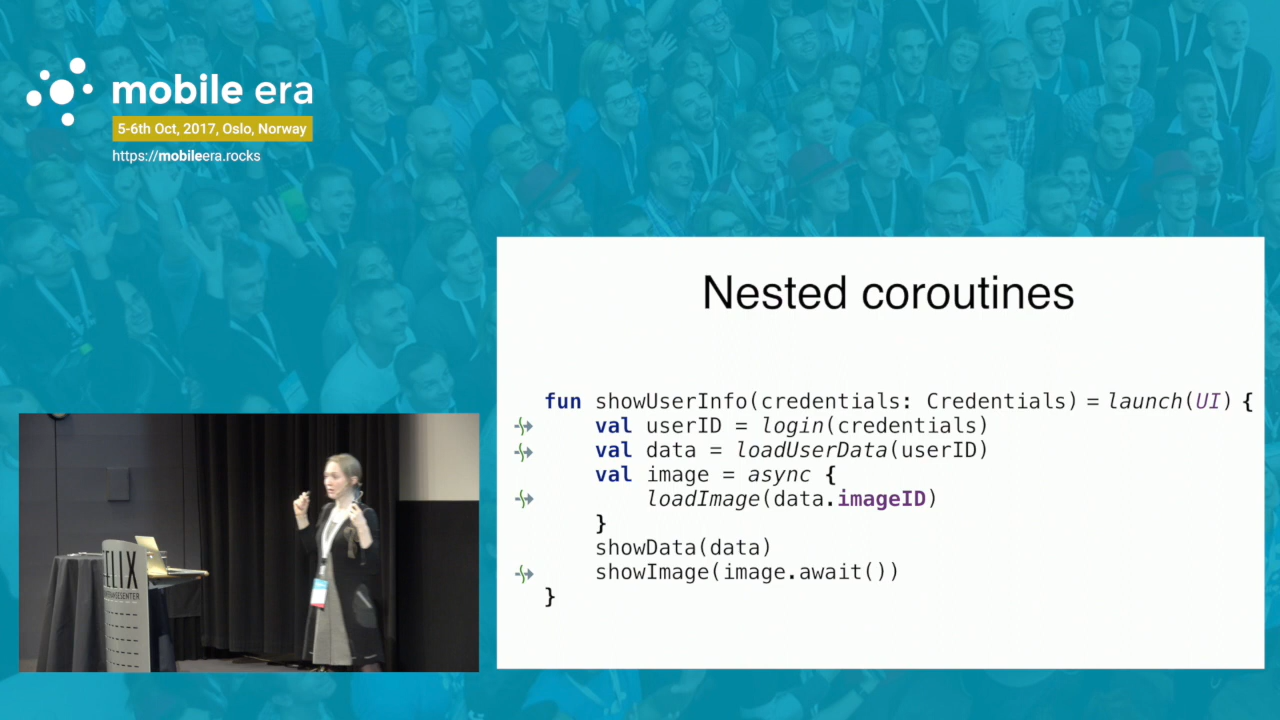 mobile era
5-6th Oct, 2017, Oslo, Norway
https://mobileera.rocks
Nested coroutines
fun showUserInfo(credentials: Credentials) = launch(UI) {
    val userID = login(credentials)
    val data = loadUserData(userID)
    val image = async {
        loadImage(data.imageID)
    }
    showData(data)
    showImage(image.await())
}